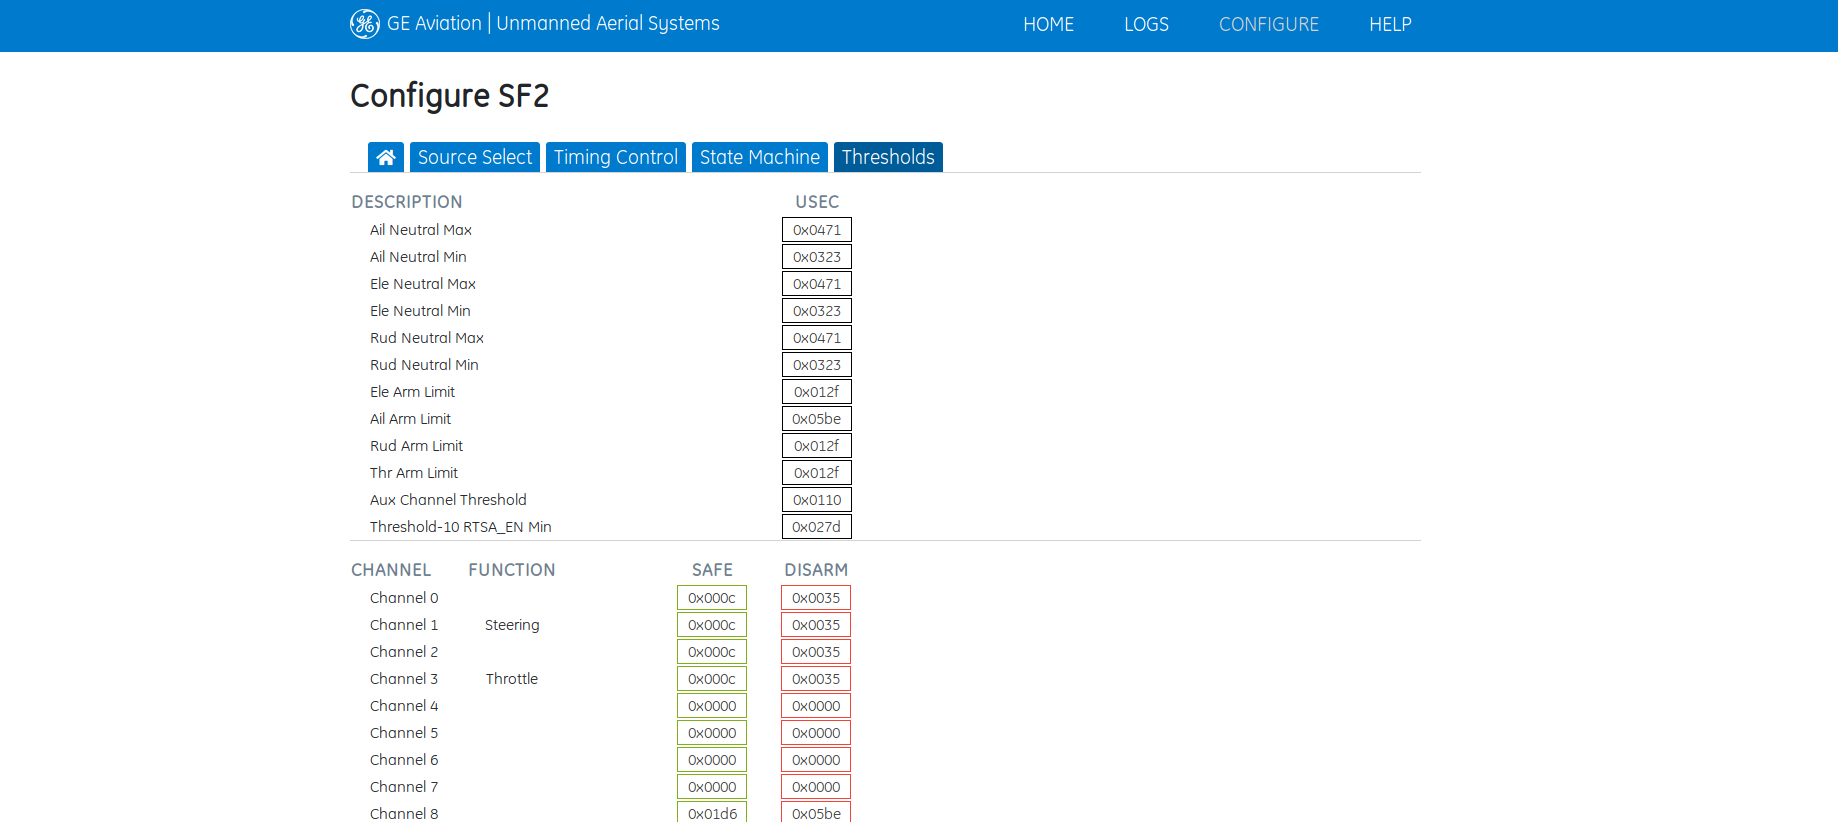 GE Aviation | Unmanned Aerial Systems HOME LOGS CONFIGURE HELP
Configure SF2
Source Select Timing Control State Machine Thresholds
DESCRIPTION USEC
Ail Neutral Max 0x0471
Ail Neutral Min 0x0323
Ele Neutral Max 0x0471
Ele Neutral Min 0x0323
Rud Neutral Max 0x0471
Rud Neutral Min 0x0323
Ele Arm Limit 0x012f
Ail Arm Limit 0x05be
Rud Arm Limit 0x012f
Thr Arm Limit 0x012f
Aux Channel Threshold 0x0110
Threshold-10 RTSA_EN Min 0x027d
CHANNEL FUNCTION SAFE DISARM
Channel 0 0x000c 0x0035
Channel 1 Steering 0x000c 0x0035
Channel 2 0x000c 0x0035
Channel 3 Throttle 0x000c 0x0035
Channel 4 0x0000 0x0000
Channel 5 0x0000 0x0000
Channel 6 0x0000 0x0000
Channel 7 0x0000 0x0000
Channel 8 0x01d6 0x05be